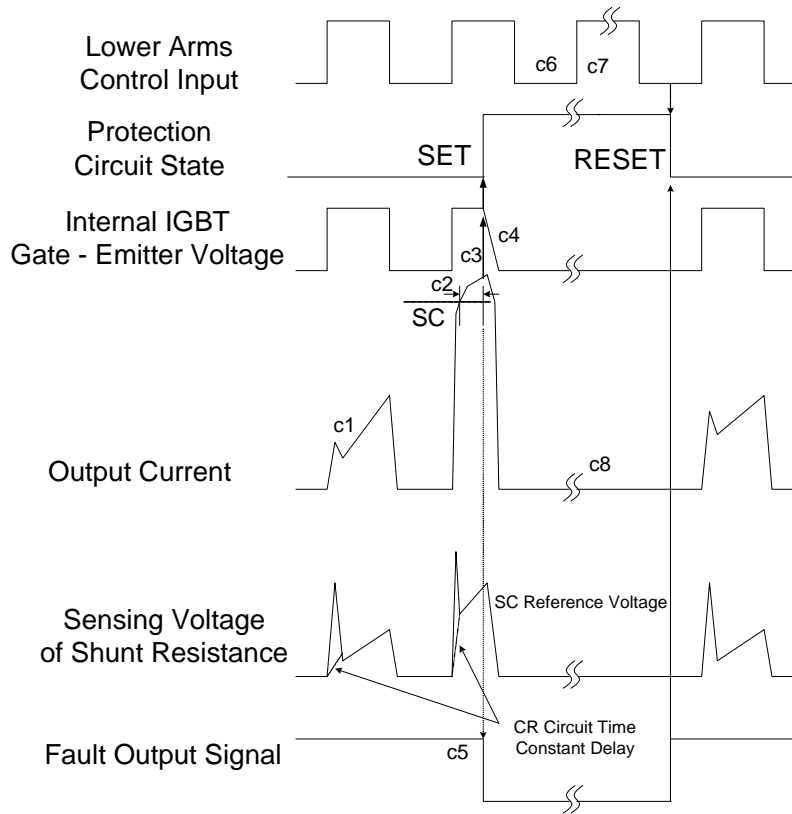 Lower Arms
Control Input
c6
c7
Protection
Circuit State
SET
RESET
Internal IGBT
Gate - Emitter Voltage
c4
c3
c2
SC
c1
Output Current
c8
SC Reference Voltage
Sensing Voltage
of Shunt Resistance
CR Circuit Time
Constant Delay
Fault Output Signal
c5